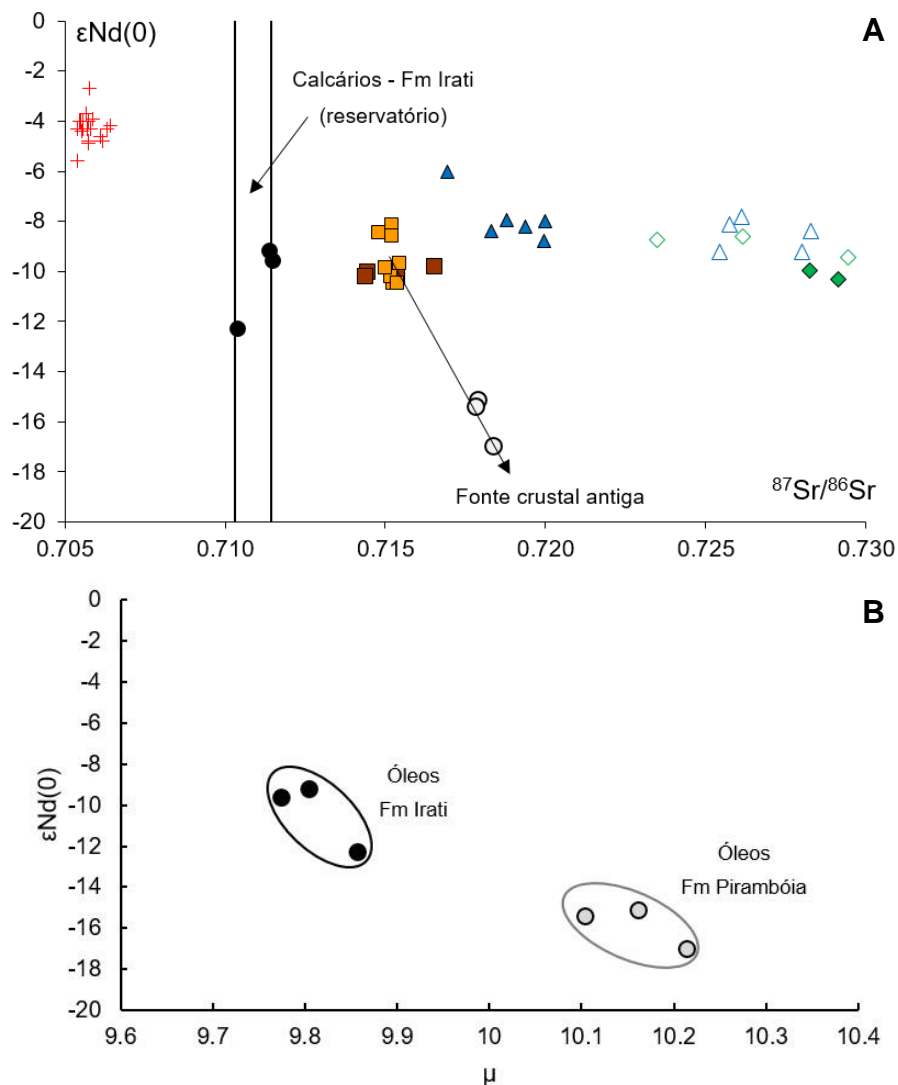 A
εNd(0)
0
-2
-4
-6
-8
-10
-12
-14
-16
-18
-20
Calcários - Fm Irati
(reservatório)
Fonte crustal antiga
⁸⁷Sr/⁸⁶Sr
0.705
0.710
0.715
0.720
0.725
0.730
B
εNd(0)
0
-2
-4
-6
-8
-10
-12
-14
-16
-18
-20
Óleos
Fm Irati
Óleos
Fm Pirambóia
9.6
9.7
9.8
9.9
10
10.1
10.2
10.3
10.4
μ